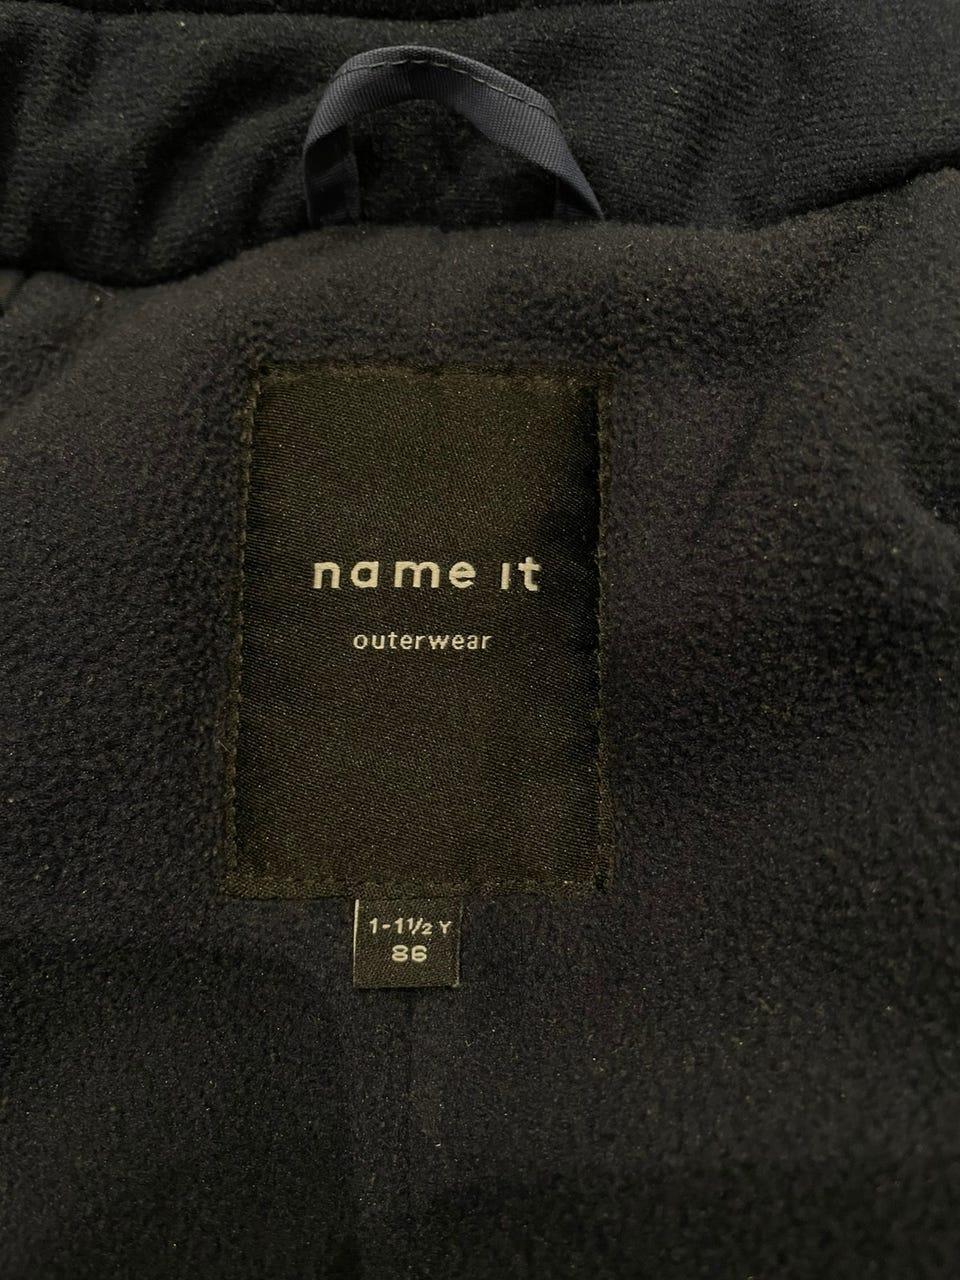 name it
outerwear
1-1½ Y
86